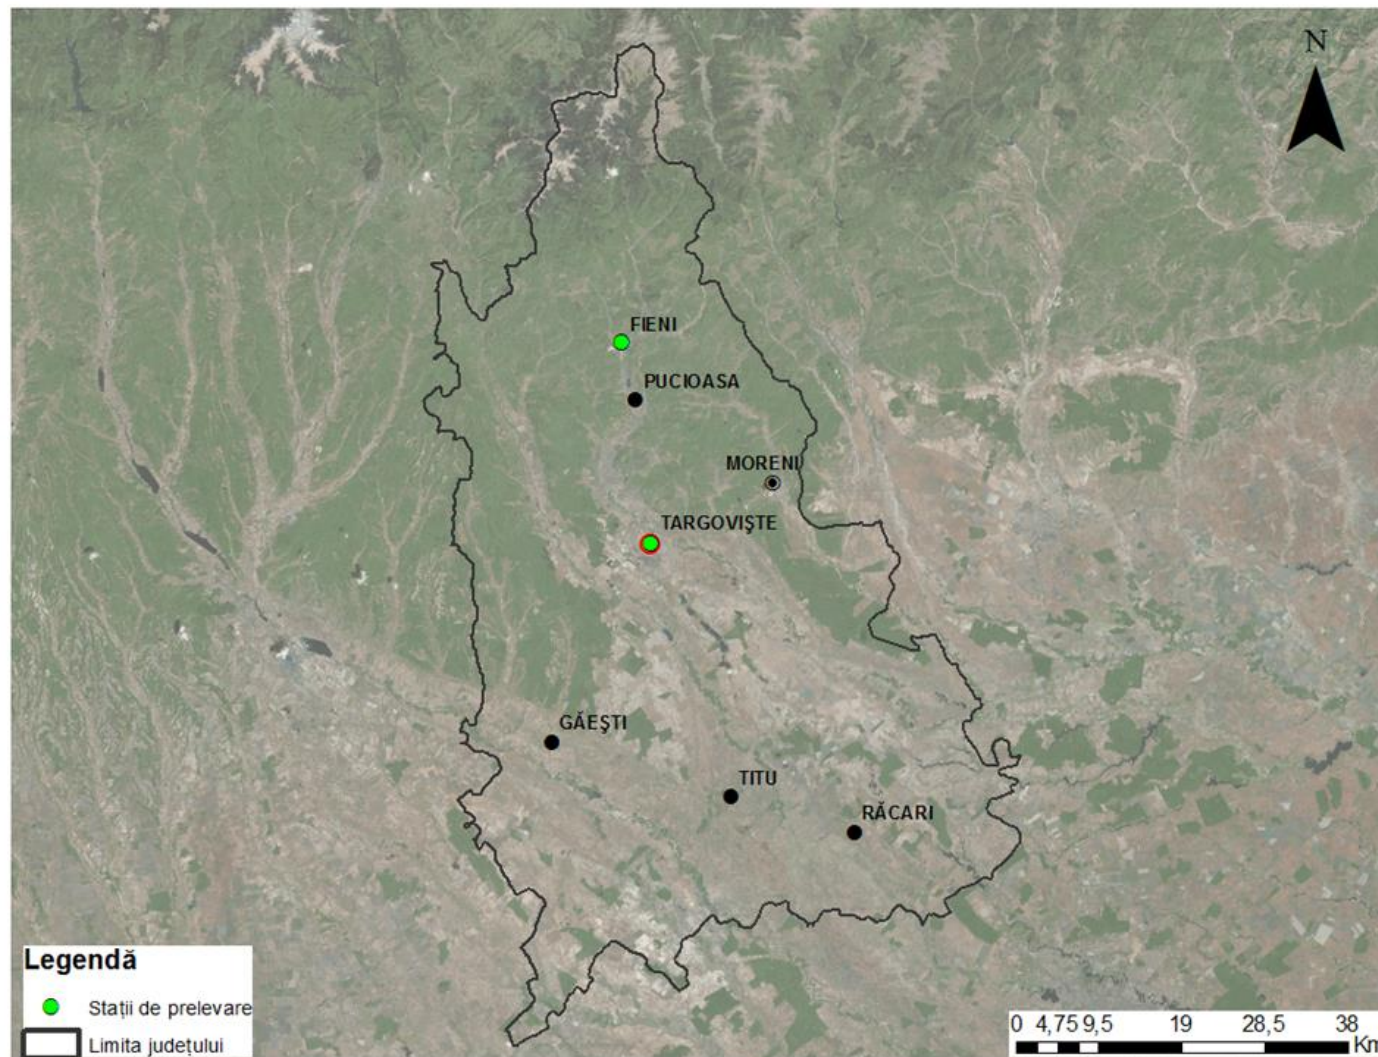 N
FIENI
PUCIOASA
MORENI
TARGOVIŞTE
GĂEŞTI
TITU
RĂCARI
Legendă
Stații de prelevare
Limita județului
0 4,75 9,5 19 28,5 38
Km